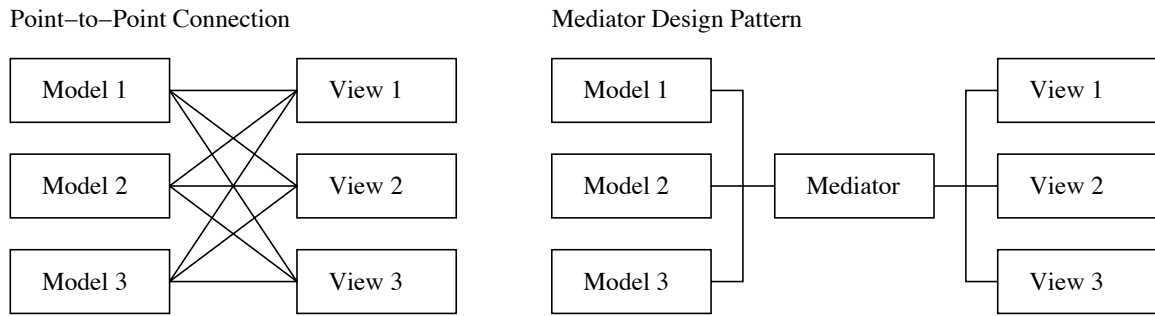 Point–to–Point Connection
Model 1
View 1
Model 2
View 2
Model 3
View 3
Mediator Design Pattern
Model 1
View 1
Model 2
Mediator
View 2
Model 3
View 3